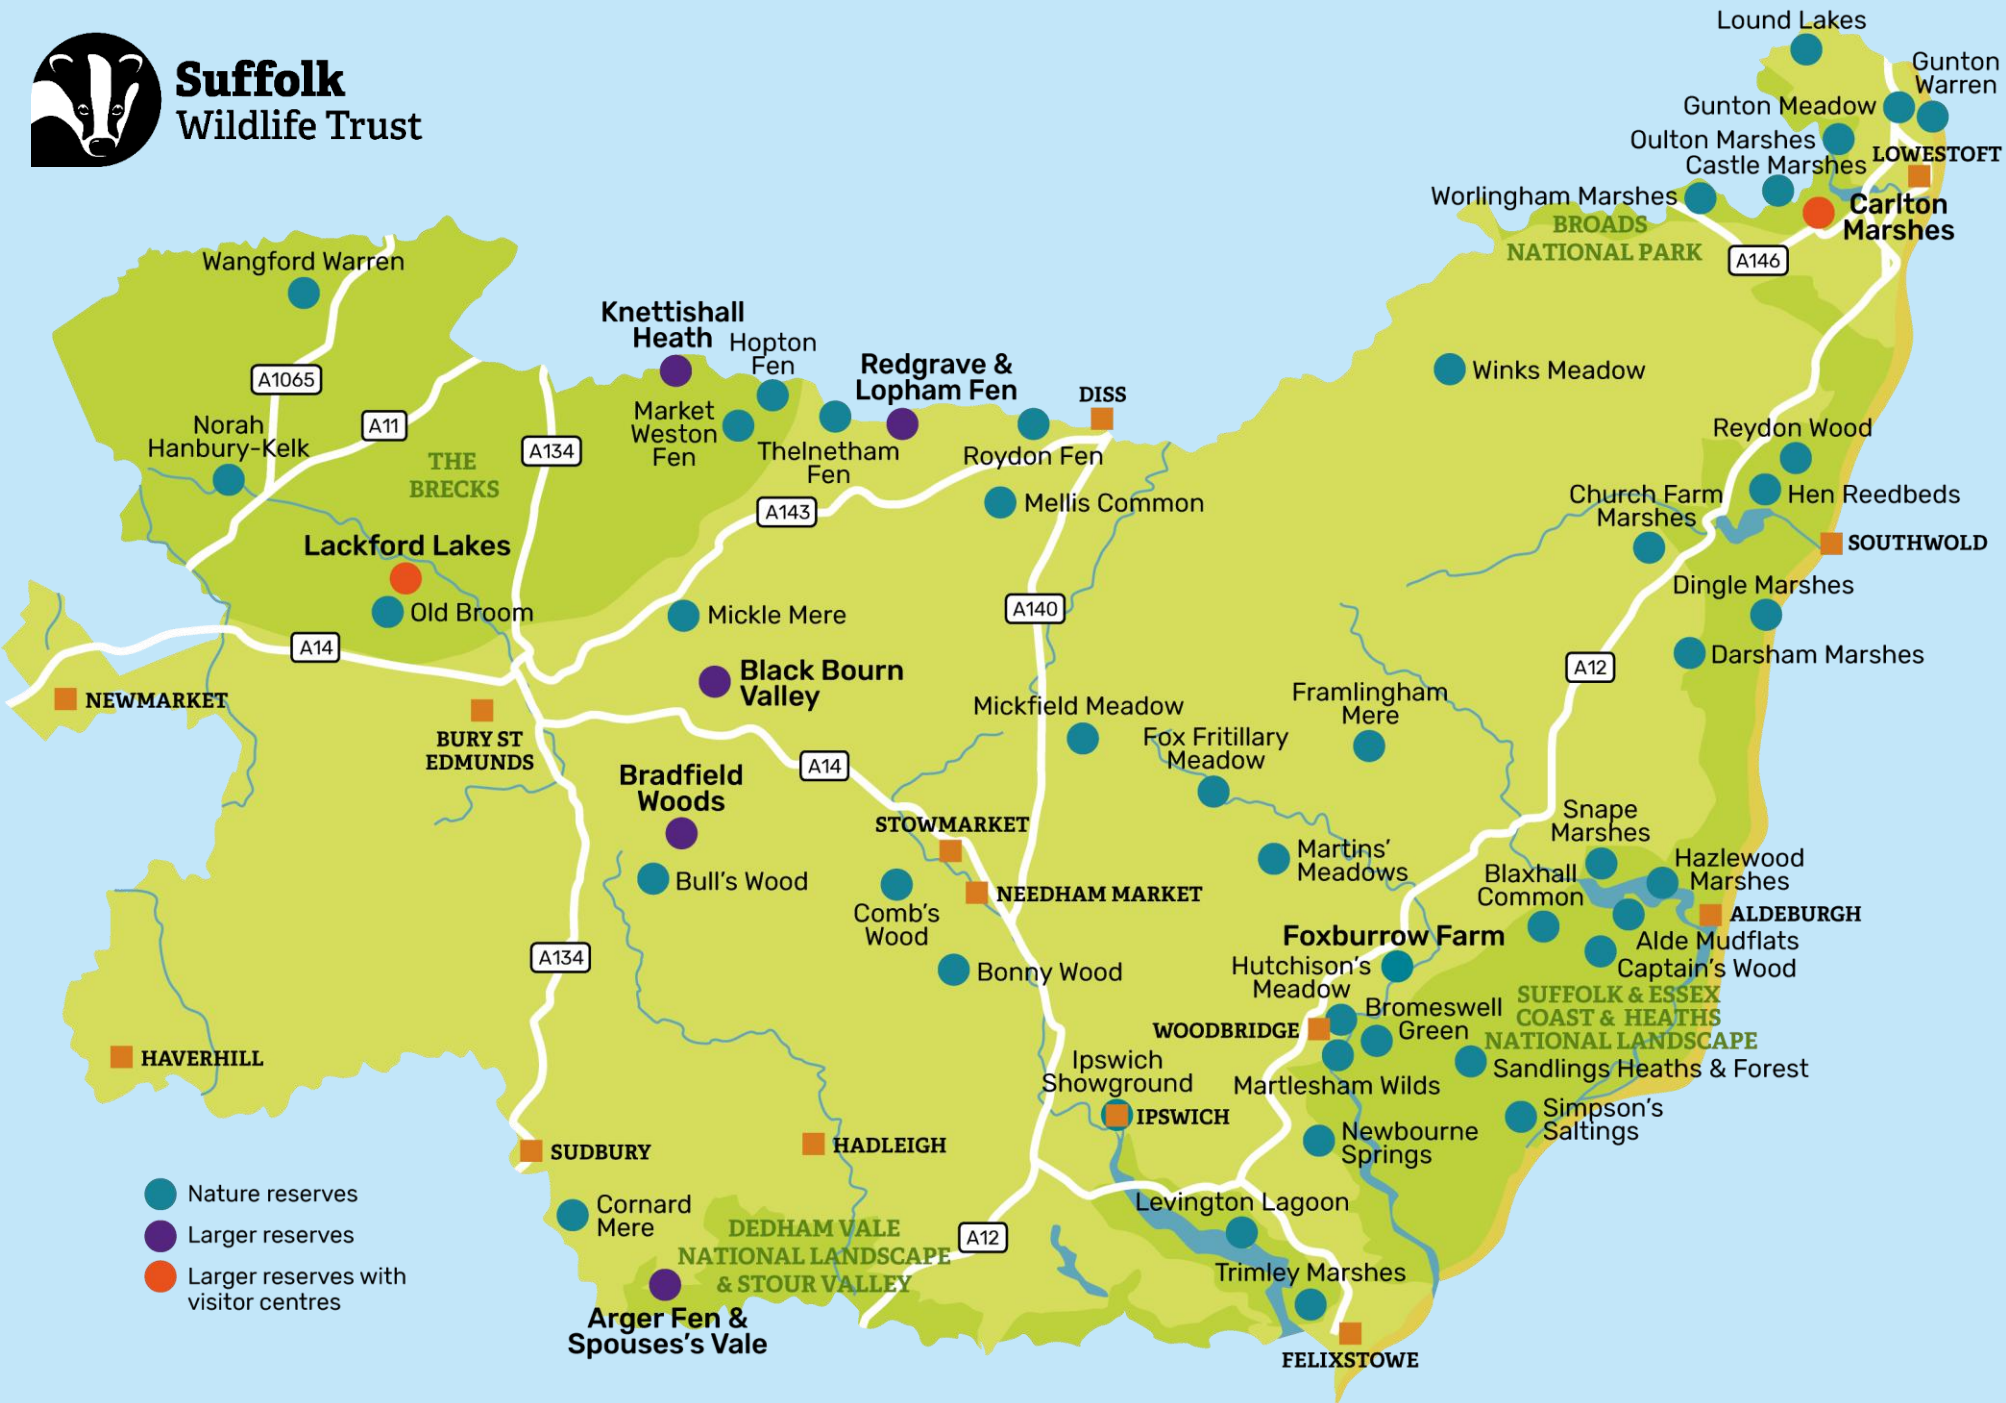 Suffolk
Wildlife Trust
Lound Lakes
Gunton
Warren
Gunton Meadow
Oulton Marshes
LOWESTOFT
Castle Marshes
Worlingham Marshes
Carlton
Marshes
BROADS
NATIONAL PARK
A146
Wangford Warren
Knettishall
Heath
Hopton
Fen
Redgrave &
Lopham Fen
DISS
Winks Meadow
A1065
A11
Norah
Hanbury-Kelk
THE
BRECKS
A134
Market
Weston
Fen
Thelnetham
Fen
Roydon Fen
Mellis Common
A143
Reydon Wood
Hen Reedbeds
Church Farm
Marshes
SOUTHWOLD
Lackford Lakes
Old Broom
Mickle Mere
A140
Dingle Marshes
Darsham Marshes
A12
A14
NEWMARKET
BURY ST
EDMUNDS
Black Bourn
Valley
Mickfield Meadow
Fox Fritillary
Meadow
Framlingham
Mere
A14
Bradfield
Woods
STOWMARKET
Bull's Wood
Comb's
Wood
NEEDHAM MARKET
Martins'
Meadows
Snape
Marshes
Blaxhall
Common
Hazlewood
Marshes
ALDEBURGH
Alde Mudflats
Captain's Wood
A134
Bonny Wood
Foxburrow Farm
Hutchison's
Meadow
Bromeswell
Green
WOODBRIDGE
SUFFOLK & ESSEX
COAST & HEATHS
NATIONAL LANDSCAPE
Sandlings Heaths & Forest
HAVERHILL
Ipswich
Showground
IPSWICH
Martlesham Wilds
Simpson's
Saltings
Newbourne
Springs
SUDBURY
HADLEIGH
Cornard
Mere
DEDHAM VALE
NATIONAL LANDSCAPE
& STOUR VALLEY
A12
Levington Lagoon
Trimley Marshes
Arger Fen &
Spouses's Vale
FELIXSTOWE
Nature reserves
Larger reserves
Larger reserves with
visitor centres